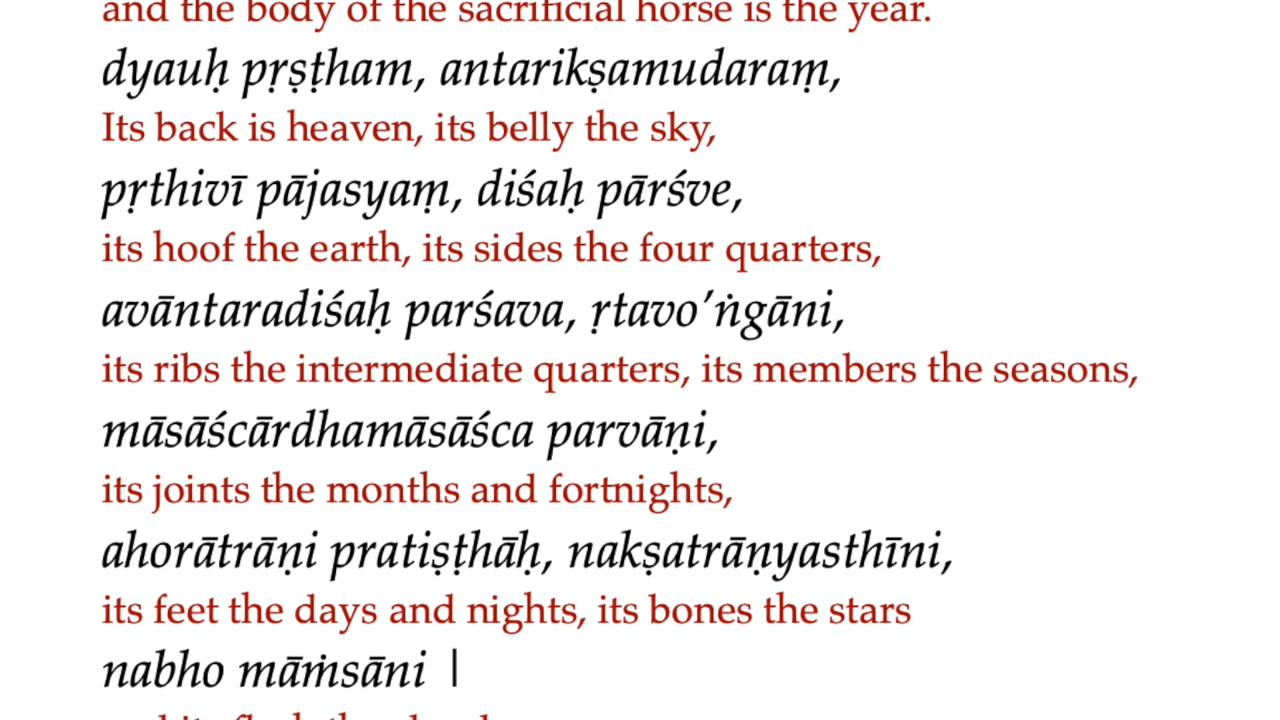 and the body of the sacrificial horse is the year.
dyauḥ pṛṣṭham, antarikṣamudaraṃ,
Its back is heaven, its belly the sky,
pṛthivī pājasyaṃ, diśaḥ pārśve,
its hoof the earth, its sides the four quarters,
avāntaradiśaḥ parśava, ṛtavo’ṅgāni,
its ribs the intermediate quarters, its members the seasons,
māsāścārdhamāsāśca parvāṇi,
its joints the months and fortnights,
ahorātrāṇi pratiṣṭhāḥ, nakṣatrāṇyasthīni,
its feet the days and nights, its bones the stars
nabho māṁsāni |